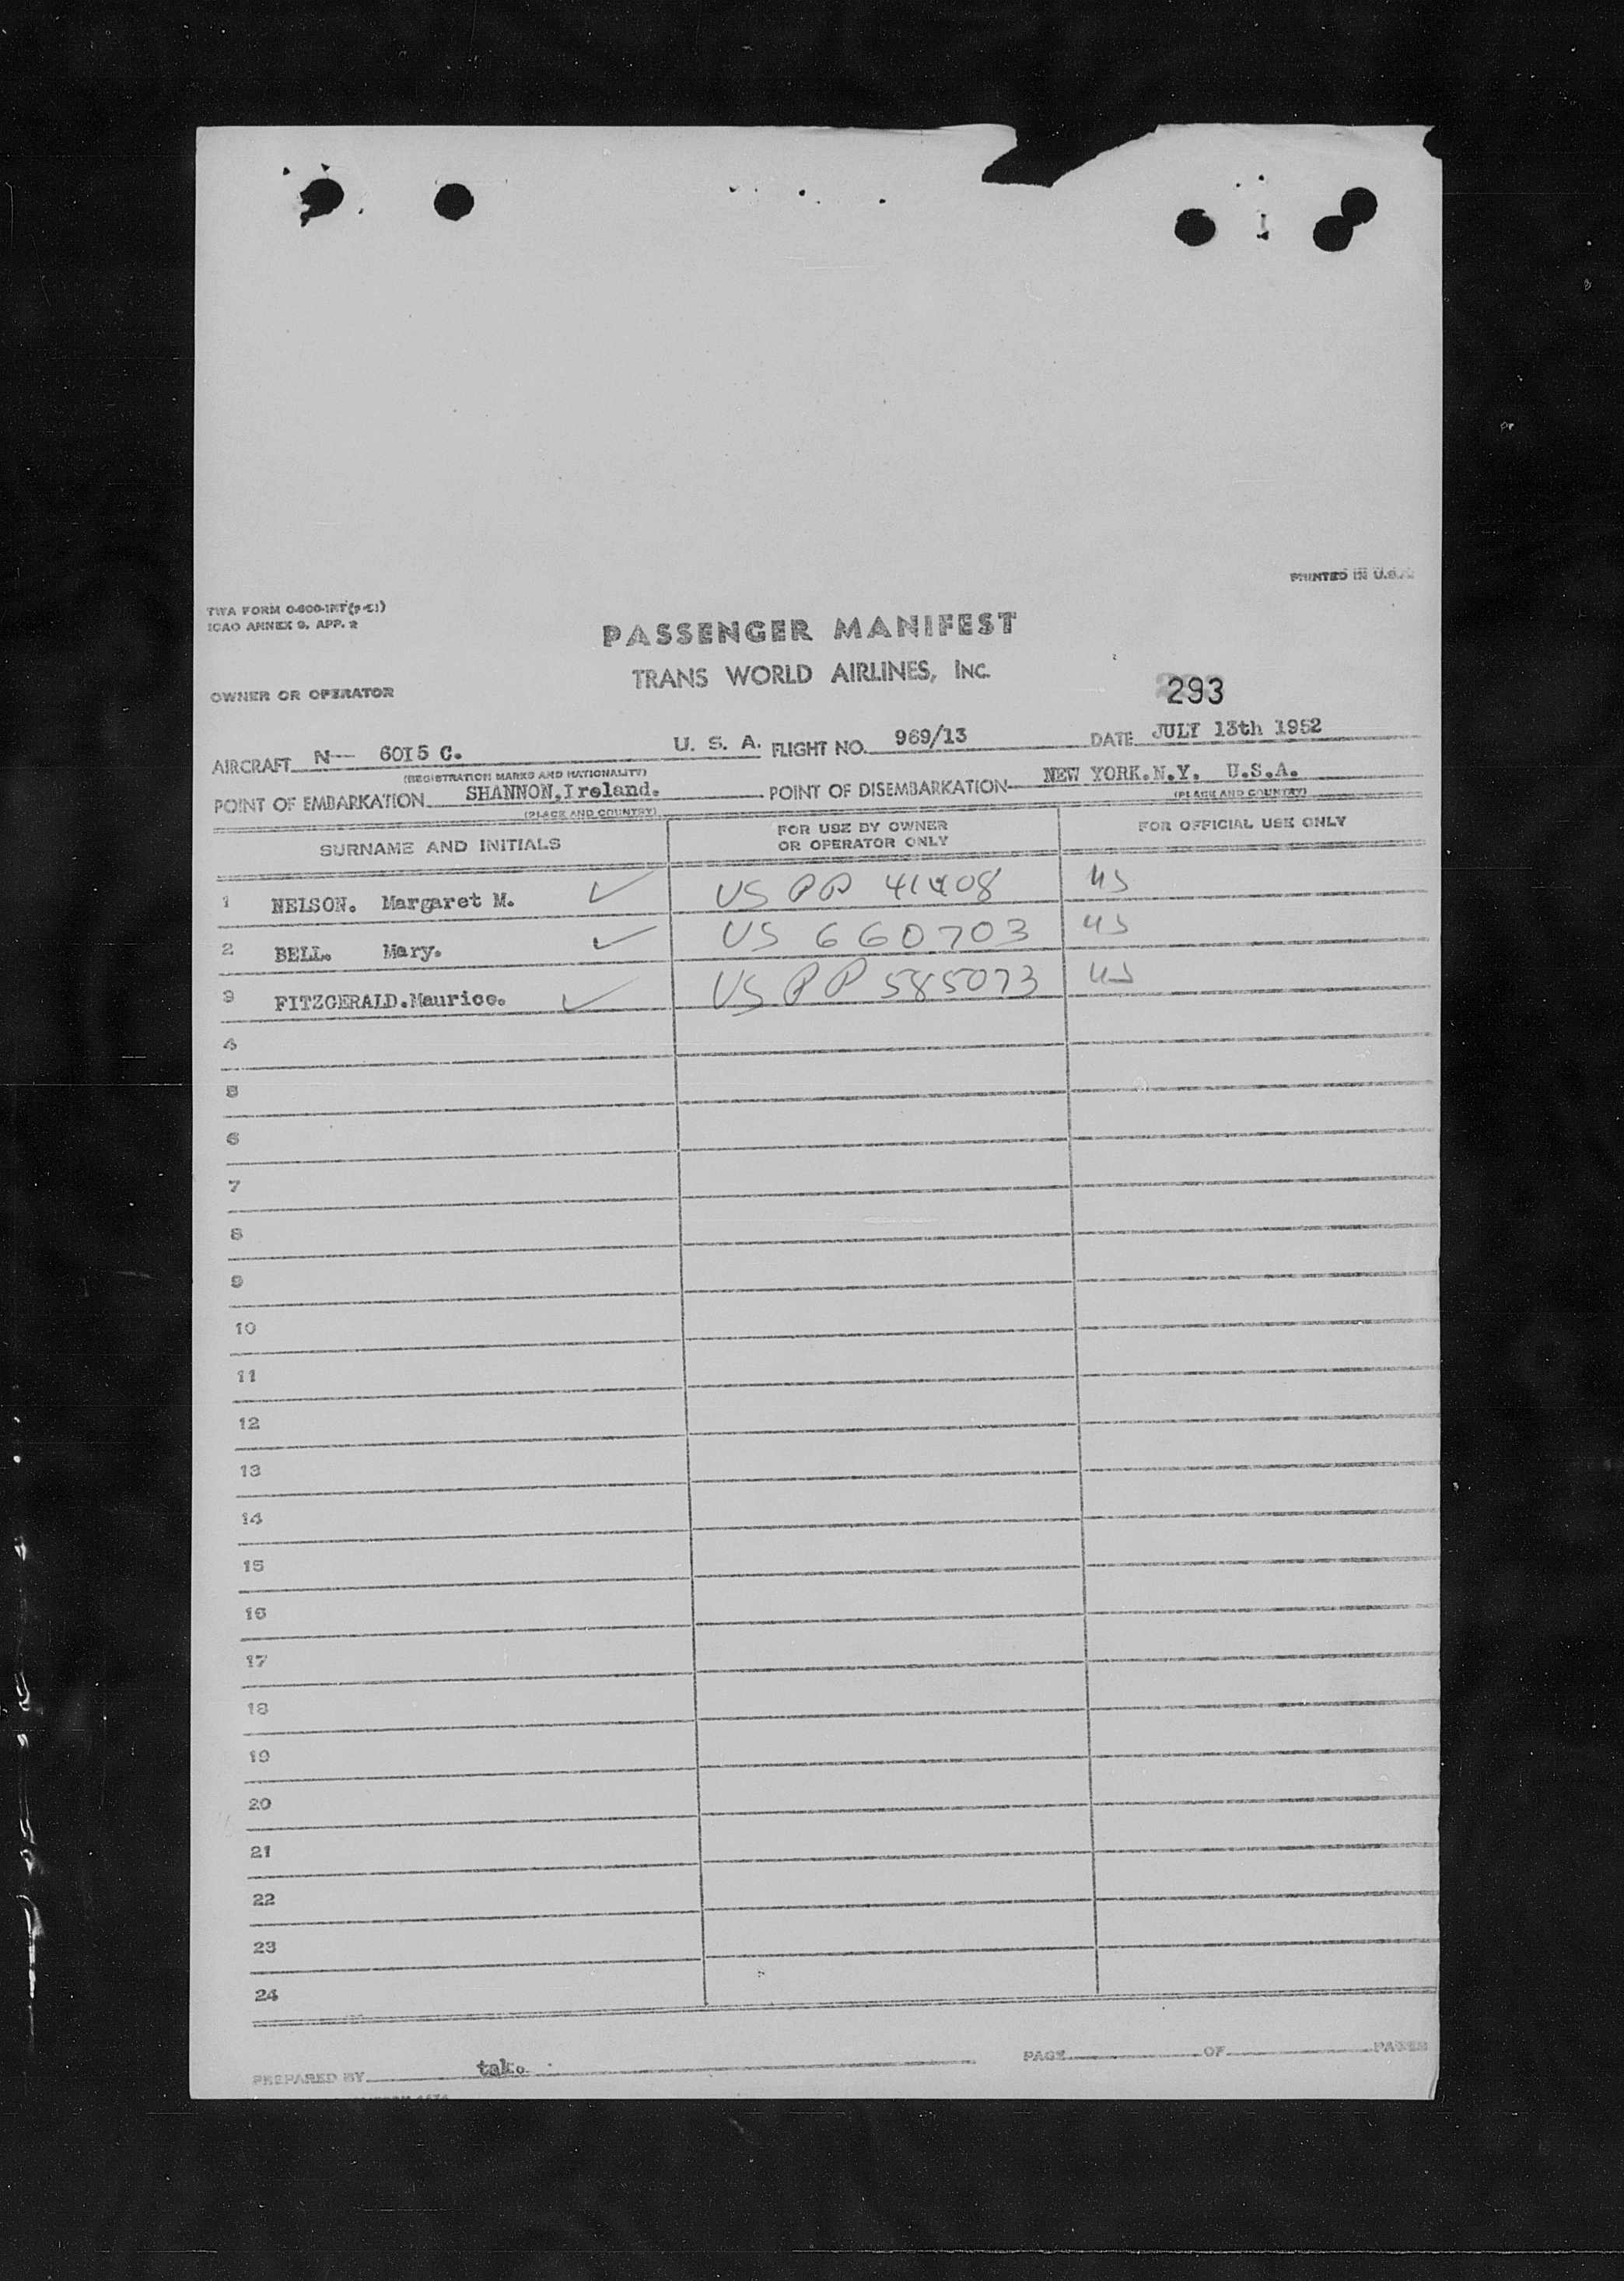 PRINTED IN U.S.A.
TWA FORM 0-600-INT
ICAO ANNEX 9, APP. 2
PASSENGER MANIFEST
TRANS WORLD AIRLINES, INC.
293
OWNER OR OPERATOR
AIRCRAFT N— 6015 C. U. S. A. FLIGHT NO. 969/13 DATE JULY 13th 1952
(REGISTRATION MARKS AND NATIONALITY)
POINT OF EMBARKATION SHANNON,Ireland. POINT OF DISEMBARKATION NEW YORK.N.Y. U.S.A.
(PLACE AND COUNTRY) (PLACE AND COUNTRY)
SURNAME AND INITIALS FOR USE BY OWNER OR OPERATOR ONLY FOR OFFICIAL USE ONLY
1 NELSON. Margaret M. ✓ US PP 41408 US
2 BELL. Mary. ✓ US 660703 US
3 FITZGERALD.Maurice. ✓ US PP 585073 US
4
5
6
7
8
9
10
11
12
13
14
15
16
17
18
19
20
21
22
23
24
PREPARED BY tak. PAGE OF PAGES